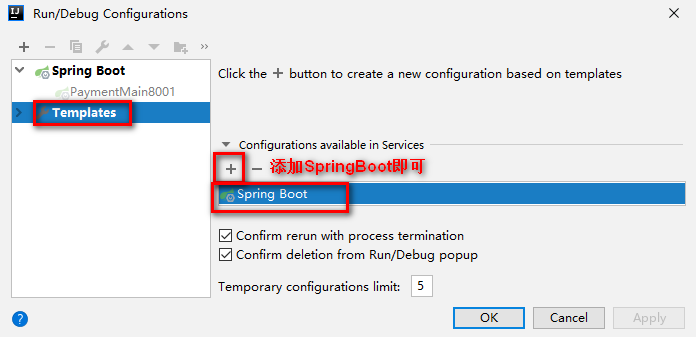 Run/Debug Configurations
Spring Boot
PaymentMain8001
Templates
Click the + button to create a new configuration based on templates
Configurations available in Services
添加SpringBoot即可
Spring Boot
Confirm rerun with process termination
Confirm deletion from Run/Debug popup
Temporary configurations limit: 5
OK Cancel Apply